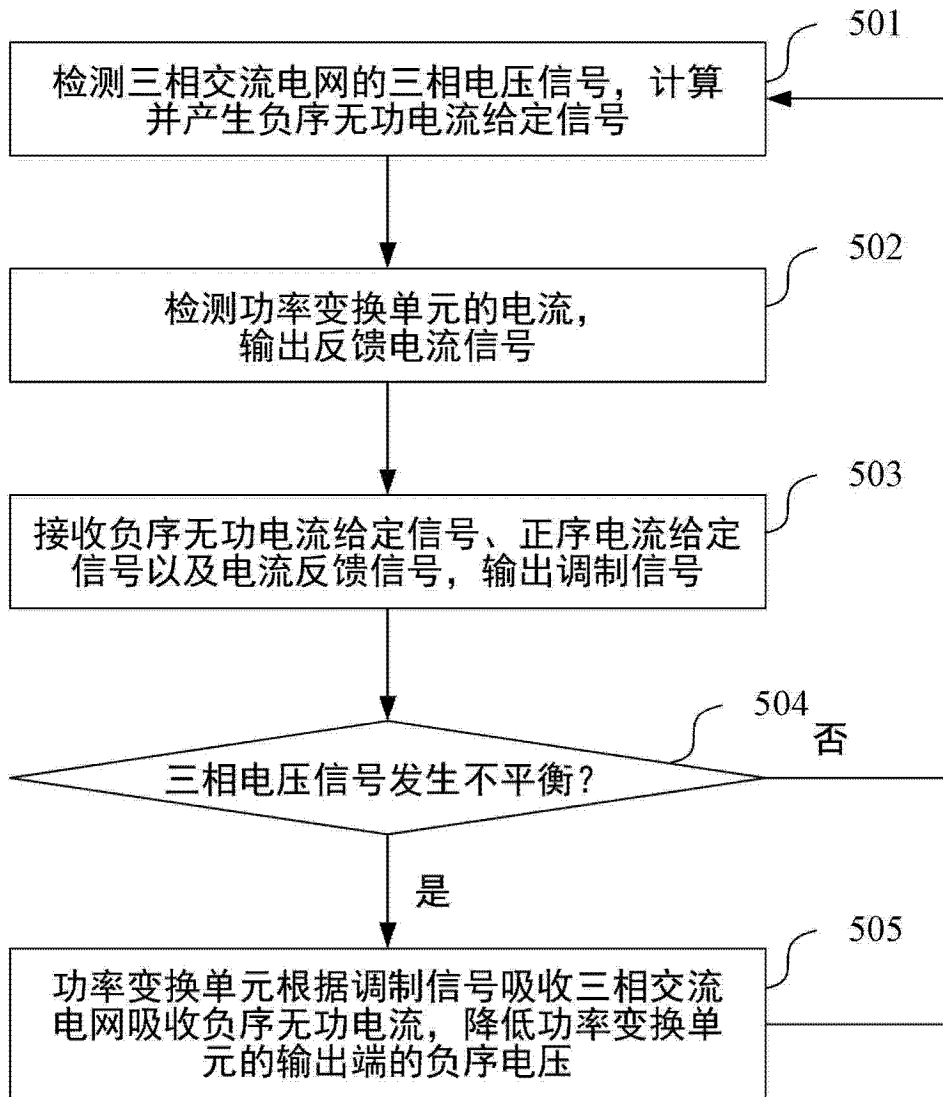 501
检测三相交流电网的三相电压信号，计算
并产生负序无功电流给定信号
502
检测功率变换单元的电流，
输出反馈电流信号
503
接收负序无功电流给定信号、正序电流给定
信号以及电流反馈信号，输出调制信号
504
否
三相电压信号发生不平衡？
是
505
功率变换单元根据调制信号吸收三相交流
电网吸收负序无功电流，降低功率变换单
元的输出端的负序电压